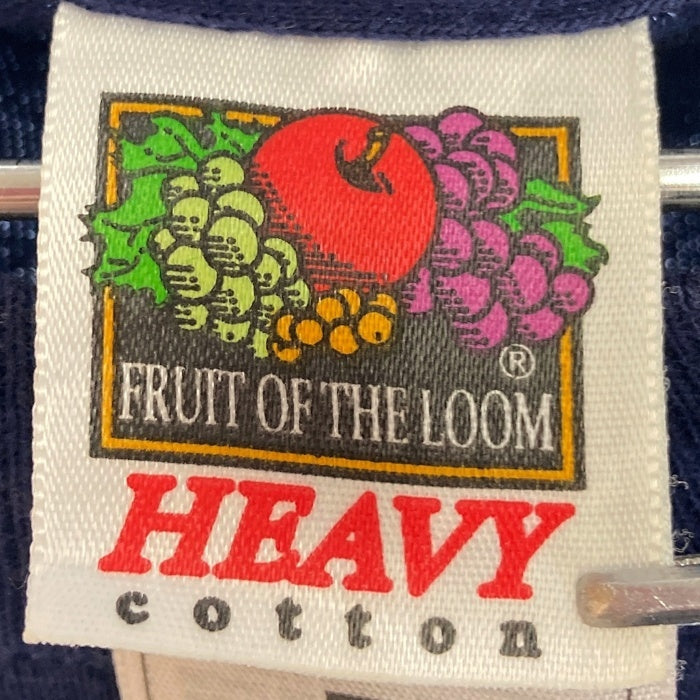 ®
FRUIT OF THE LOOM
HEAVY
cotton